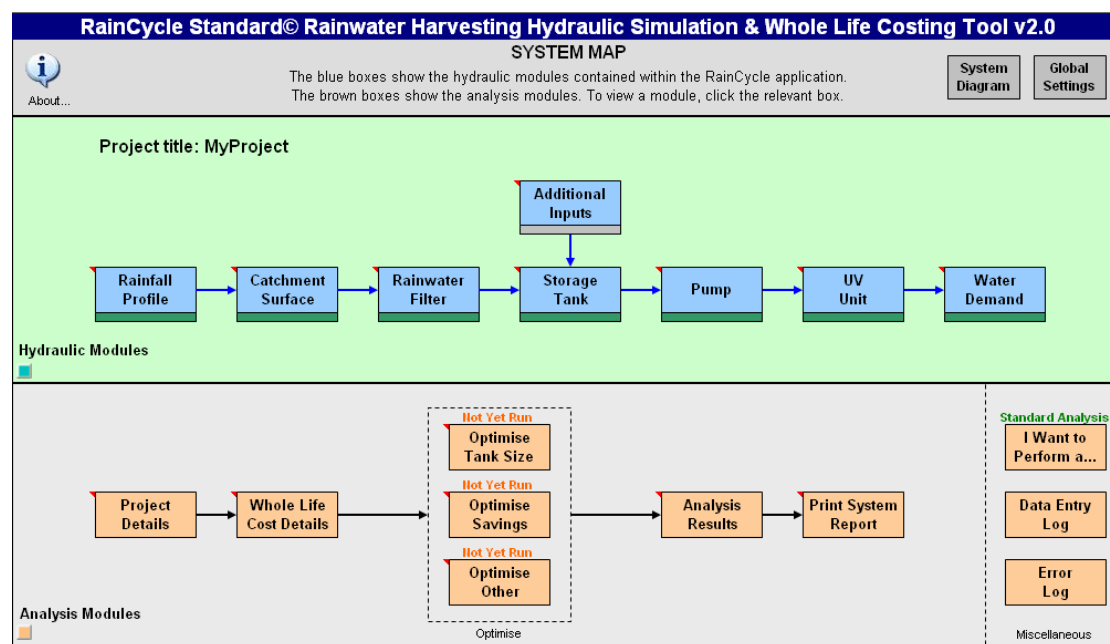 RainCycle Standard© Rainwater Harvesting Hydraulic Simulation & Whole Life Costing Tool v2.0
SYSTEM MAP
The blue boxes show the hydraulic modules contained within the RainCycle application.
The brown boxes show the analysis modules. To view a module, click the relevant box.
About...
System
Diagram
Global
Settings
Project title: MyProject
Additional
Inputs
Rainfall
Profile
Catchment
Surface
Rainwater
Filter
Storage
Tank
Pump
UV
Unit
Water
Demand
Hydraulic Modules
Not Yet Run
Optimise
Tank Size
Project
Details
Whole Life
Cost Details
Not Yet Run
Optimise
Savings
Not Yet Run
Optimise
Other
Optimise
Analysis
Results
Print System
Report
Standard Analysis
I Want to
Perform a...
Data Entry
Log
Error
Log
Miscellaneous
Analysis Modules